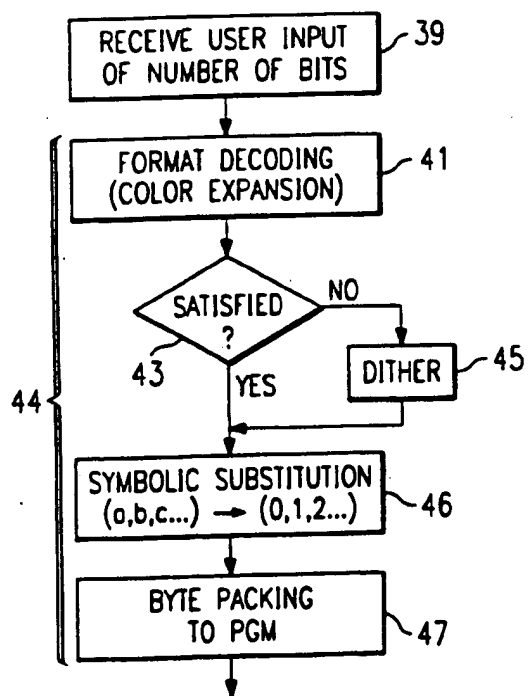 RECEIVE USER INPUT
OF NUMBER OF BITS
39
FORMAT DECODING
(COLOR EXPANSION)
41
SATISFIED
?
NO
43
YES
DITHER
45
44
SYMBOLIC SUBSTITUTION
(a,b,c...) → (0,1,2...)
46
BYTE PACKING
TO PGM
47